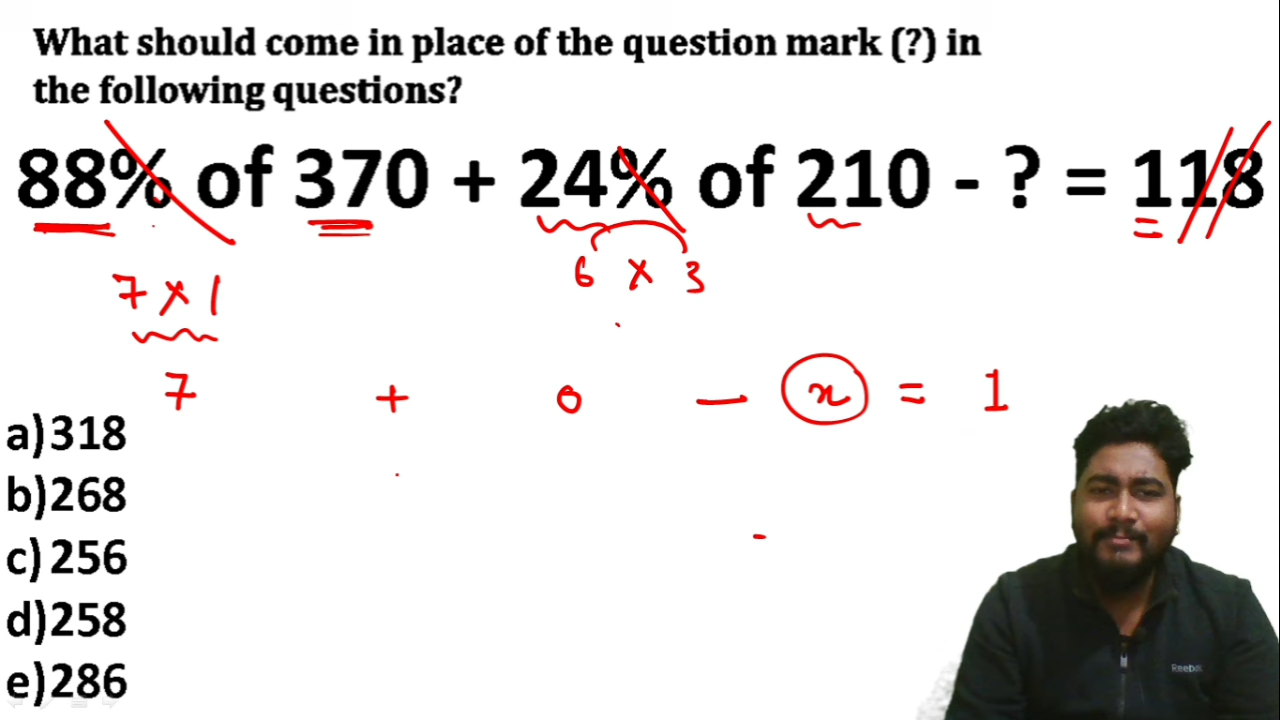 What should come in place of the question mark (?) in
the following questions?
88% of 370 + 24% of 210 - ? = 118
7 x 1
6 x 3
7 + 0 - x = 1
a)318
b)268
c)256
d)258
e)286
Reebok